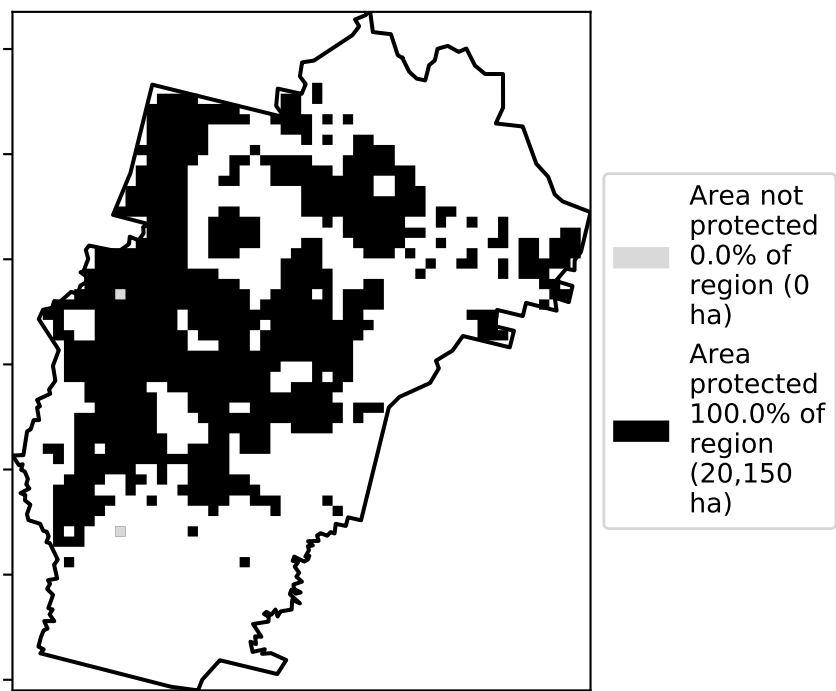 Area not
protected
0.0% of
region (0
ha)
Area
protected
100.0% of
region
(20,150
ha)